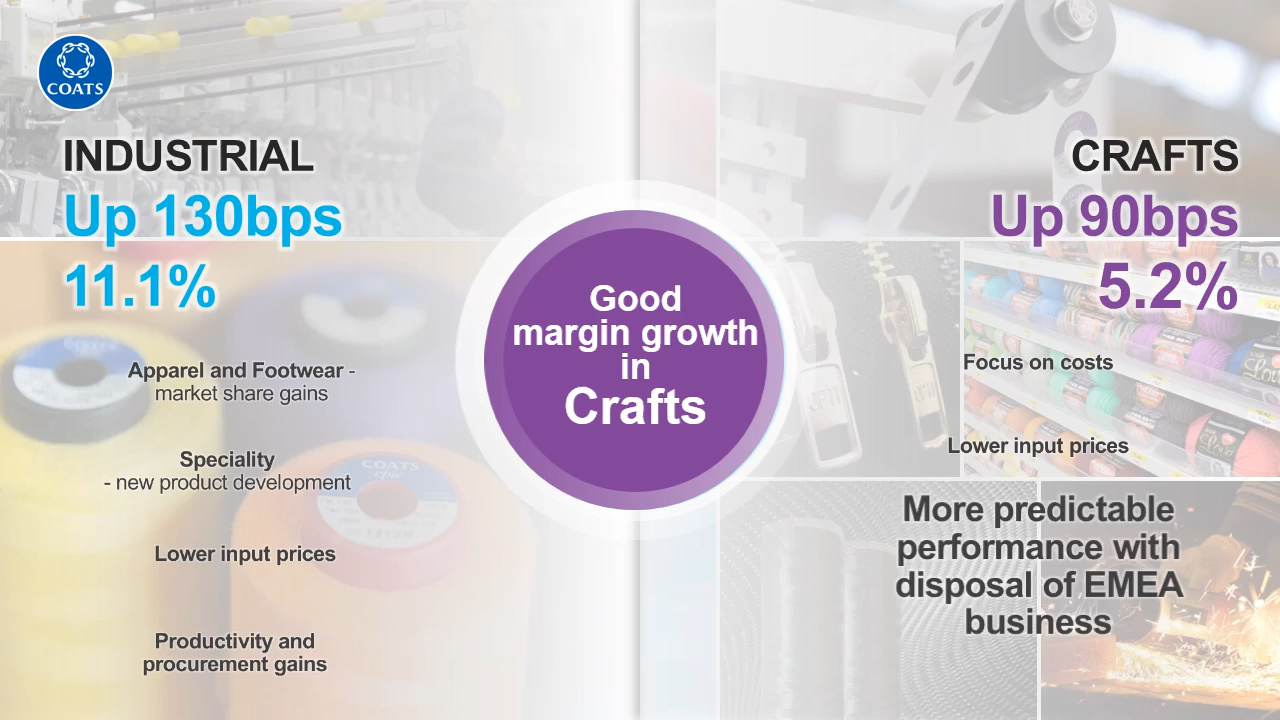 COATS
INDUSTRIAL
Up 130bps
11.1%
Apparel and Footwear -
market share gains
Speciality
- new product development
Lower input prices
Productivity and
procurement gains
Good
margin growth
in
Crafts
CRAFTS
Up 90bps
5.2%
Focus on costs
Lower input prices
More predictable
performance with
disposal of EMEA
business
COATS
epic